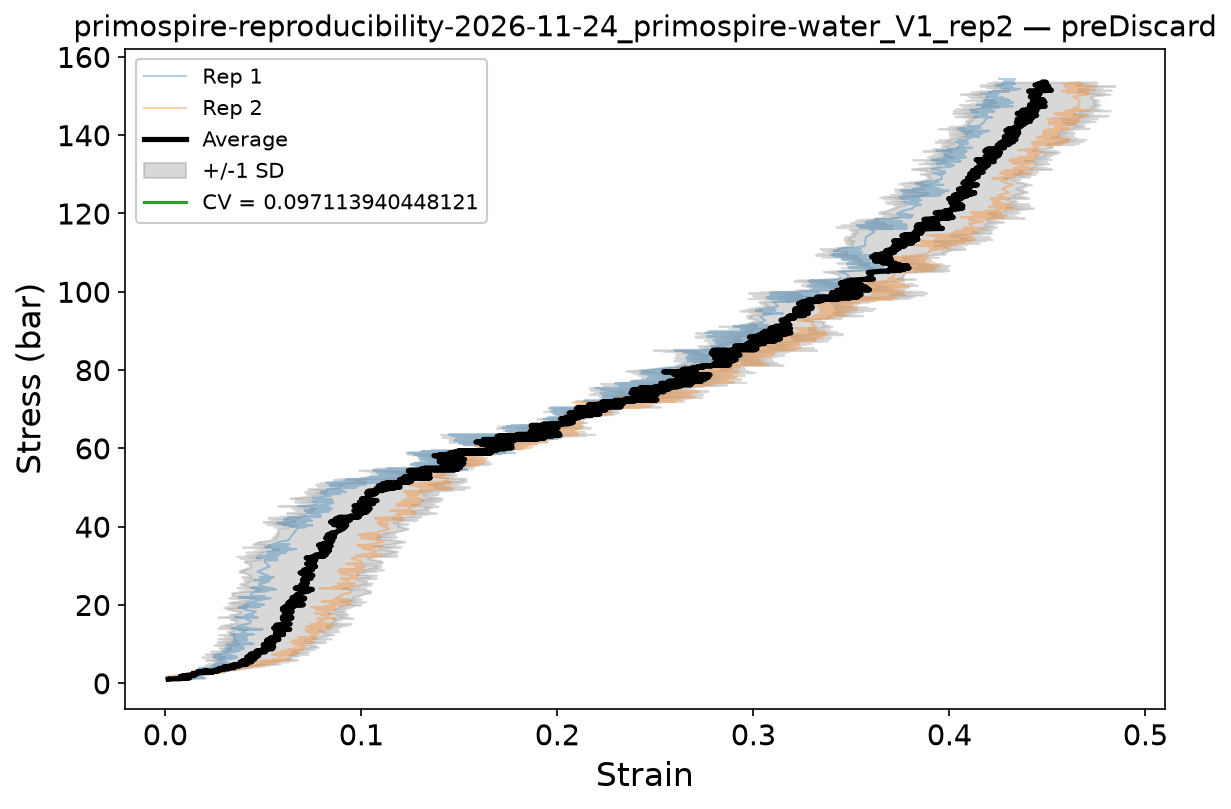 primospire-reproducibility-2026-11-24_primospire-water_V1_rep2 — preDiscard
160
140
120
100
80
60
40
20
0
Stress (bar)
Rep 1
Rep 2
Average
+/-1 SD
CV = 0.097113940448121
0.0 0.1 0.2 0.3 0.4 0.5
Strain